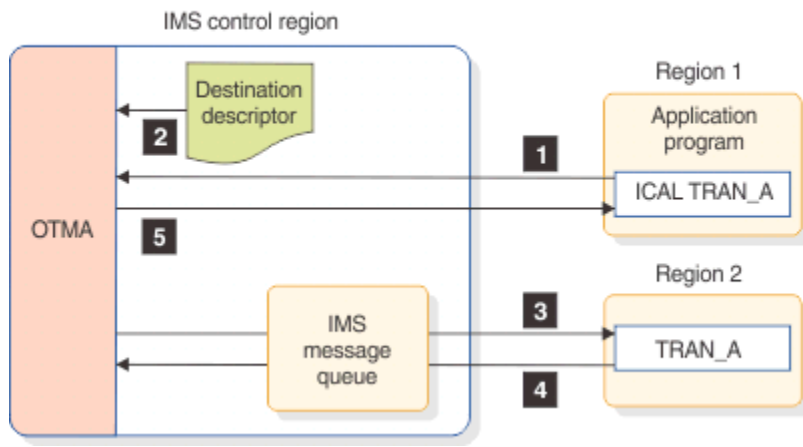 IMS control region
Destination
descriptor
2
OTMA
1
5
Region 1
Application
program
ICAL TRAN_A
IMS
message
queue
3
4
Region 2
TRAN_A